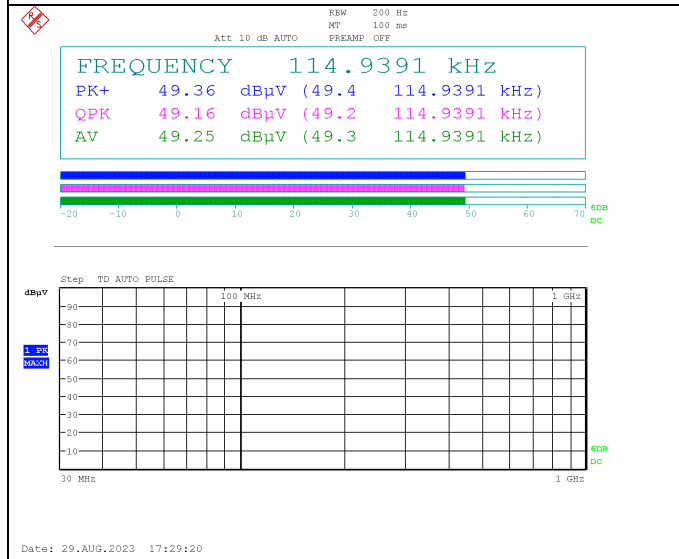 R S
RBW 200 Hz
MT 100 ms
Att 10 dB AUTO PREAMP OFF
FREQUENCY 114.9391 kHz
PK+ 49.36 dBµV (49.4 114.9391 kHz)
QPK 49.16 dBµV (49.2 114.9391 kHz)
AV 49.25 dBµV (49.3 114.9391 kHz)
-20 -10 0 10 20 30 40 50 60 70
6DB
DC
Step TD AUTO PULSE
dBµV
100 MHz 1 GHz
90
80
70
1 PK
MAXH
60
50
40
30
20
10
6DB
DC
30 MHz 1 GHz
Date: 29.AUG.2023 17:29:20